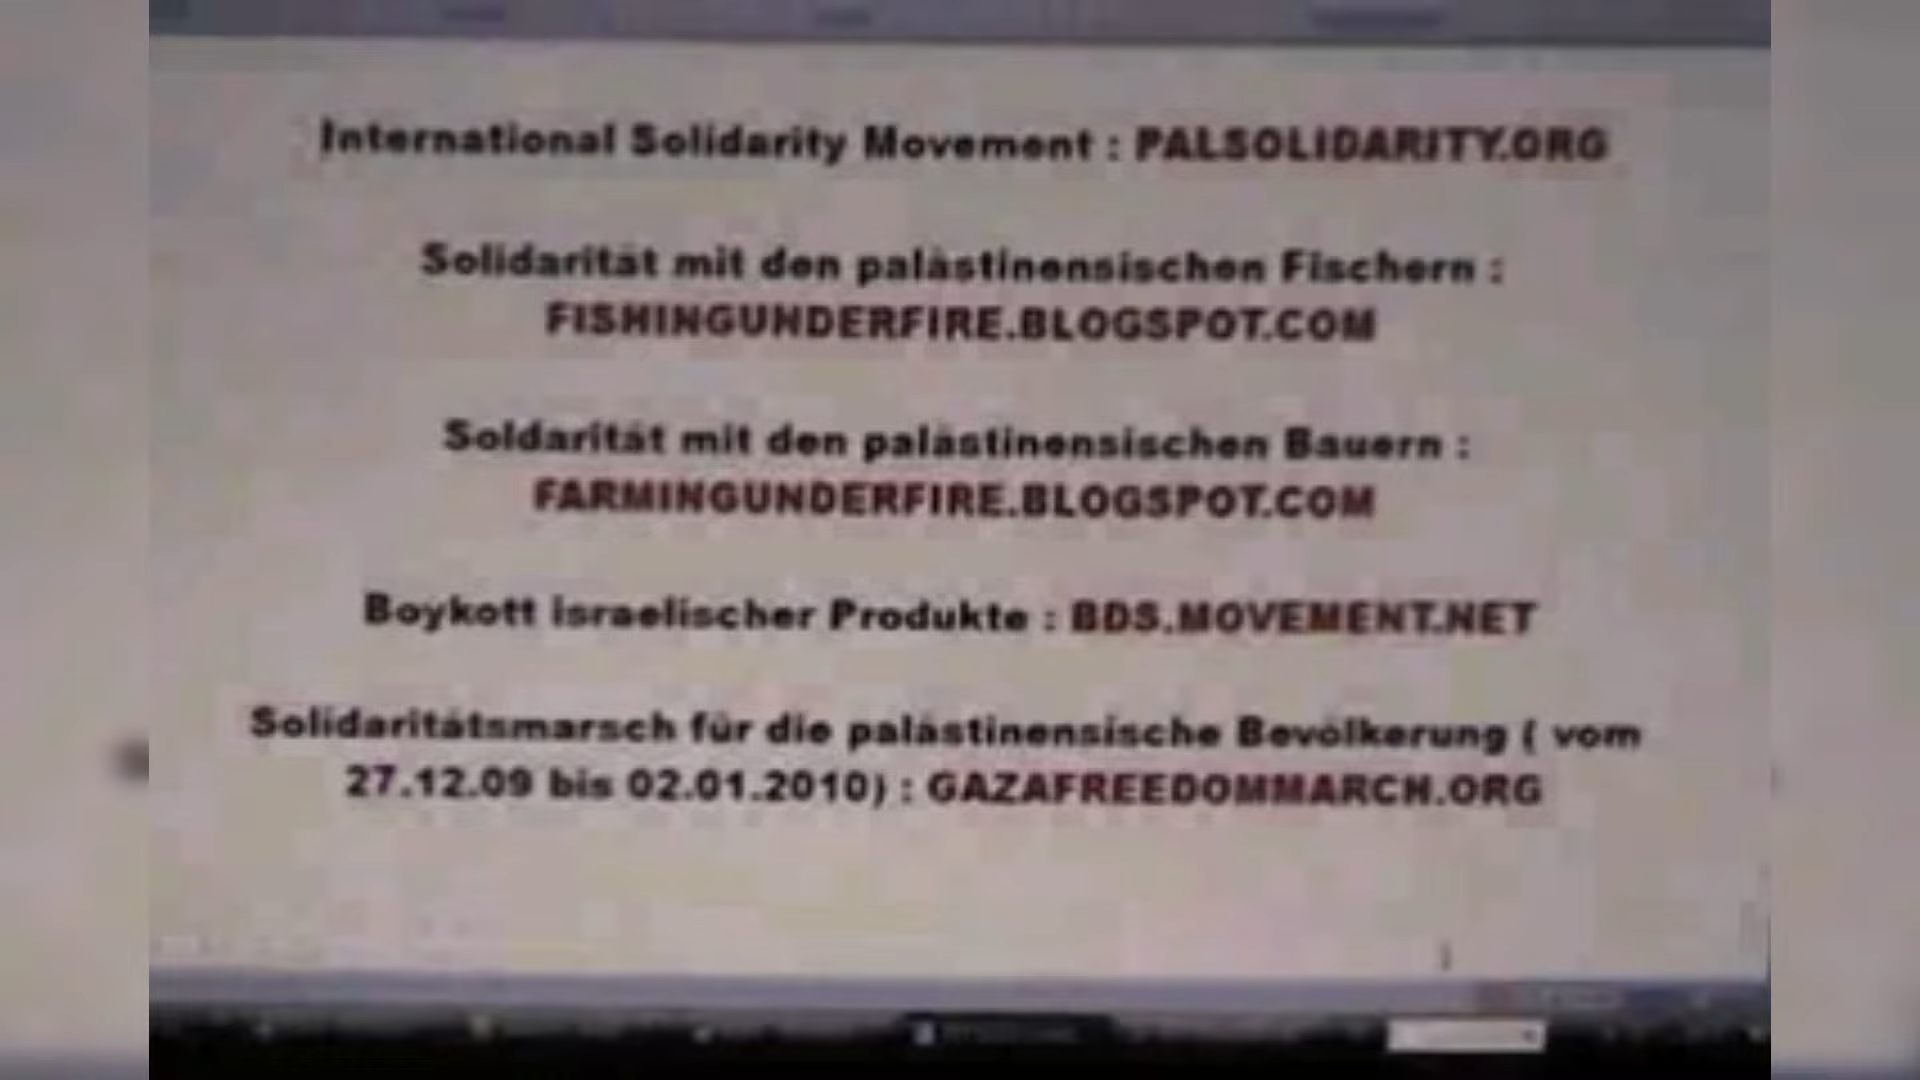 International Solidarity Movement : PALSOLIDARITY.ORG
Solidarität mit den palästinensischen Fischern :
FISHINGUNDERFIRE.BLOGSPOT.COM
Soldarität mit den palästinensischen Bauern :
FARMINGUNDERFIRE.BLOGSPOT.COM
Boykott israelischer Produkte : BDS.MOVEMENT.NET
Solidaritätsmarsch für die palästinensische Bevölkerung ( vom
27.12.09 bis 02.01.2010) : GAZAFREEDOMMARCH.ORG